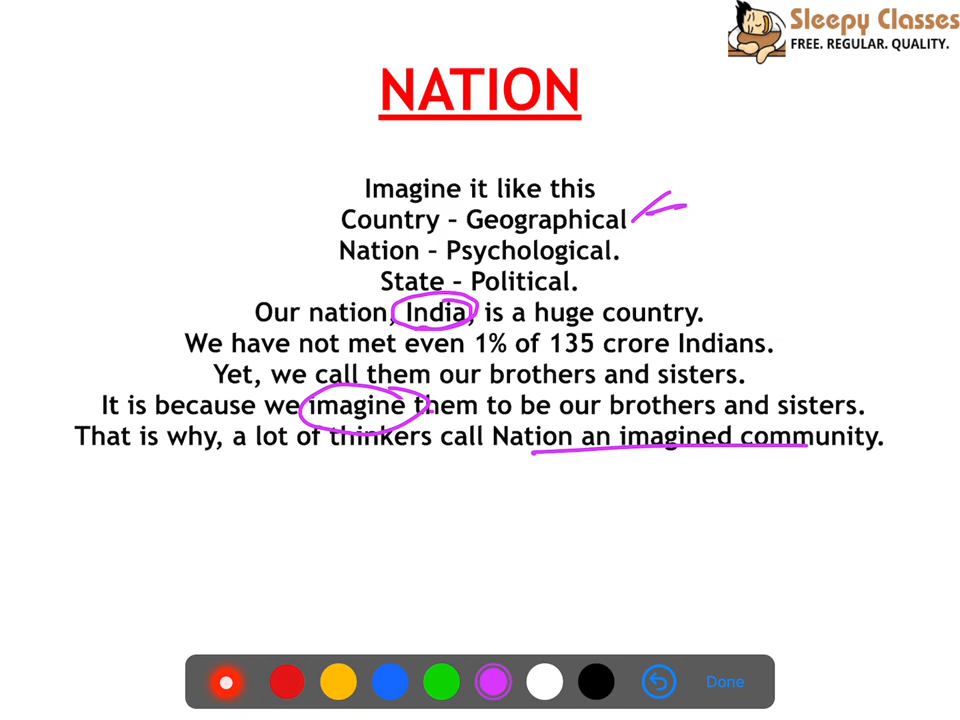 Sleepy Classes
FREE. REGULAR. QUALITY.
NATION
Imagine it like this
Country – Geographical
Nation – Psychological.
State – Political.
Our nation, India, is a huge country.
We have not met even 1% of 135 crore Indians.
Yet, we call them our brothers and sisters.
It is because we imagine them to be our brothers and sisters.
That is why, a lot of thinkers call Nation an imagined community.
Done